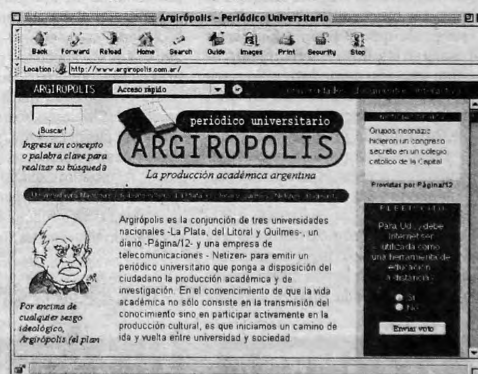 Argirópolis - Periódico Universitario
Back Forward Reload Home Search Guide Images Print Security Stop
Location: http://www.argiropolis.com.ar/
ARGIROPOLIS Acceso rápido
¡Buscar!
Ingrese un concepto
o palabra clave para
realizar su búsqueda
periódico universitario
ARGIROPOLIS
La producción académica argentina
Grupos neonazis
hicieron un congreso
secreto en un colegio
católico de la Capital
Provistas por Página/12
Argirópolis es la conjunción de tres universidades
nacionales -La Plata, del Litoral y Quilmes-, un
diario -Página/12- y una empresa de
telecomunicaciones - Netizen- para emitir un
periódico universitario que ponga a disposición del
ciudadano la producción académica y de
investigación. En el convencimiento de que la vida
académica no sólo consiste en la transmisión del
conocimiento sino en participar activamente en la
producción cultural, es que iniciamos un camino de
ida y vuelta entre universidad y sociedad
Por encima de
cualquier sesgo
ideológico,
Argirópolis (el plan
Para Ud., ¿debe
Internet ser
utilizada como
una herramienta de
educación
a distancia?
Si
No
Enviar voto